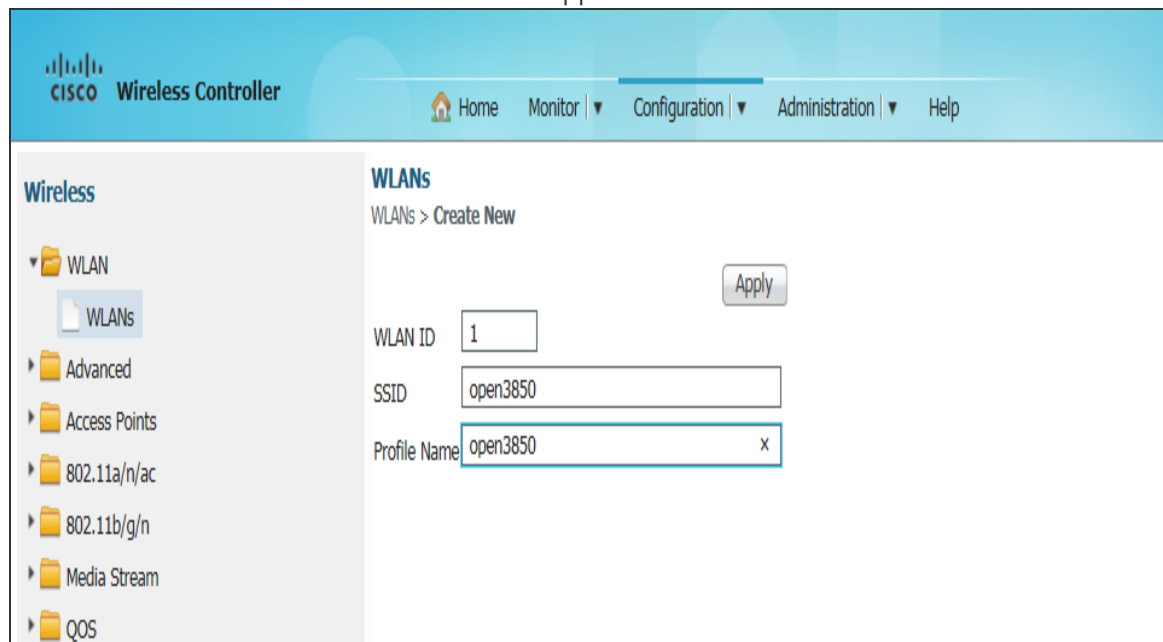 CISCO Wireless Controller
Home Monitor Configuration Administration Help
Wireless
WLAN
WLANs
Advanced
Access Points
802.11a/n/ac
802.11b/g/n
Media Stream
QOS
WLANs
WLANs > Create New
Apply
WLAN ID 1
SSID open3850
Profile Name open3850 x